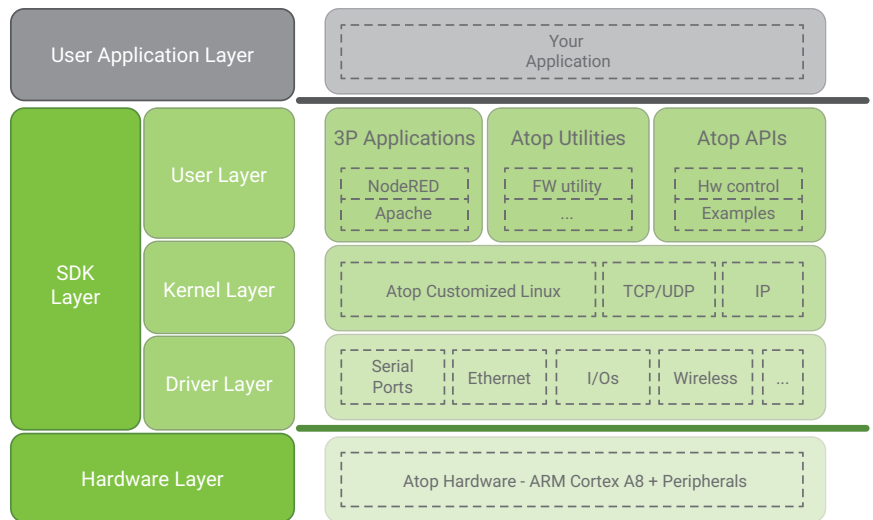 User Application Layer
Your
Application
SDK
Layer
User Layer
3P Applications
NodeRED
Apache
Atop Utilities
FW utility
...
Atop APIs
Hw control
Examples
Kernel Layer
Atop Customized Linux
TCP/UDP
IP
Driver Layer
Serial
Ports
Ethernet
I/Os
Wireless
...
Hardware Layer
Atop Hardware - ARM Cortex A8 + Peripherals